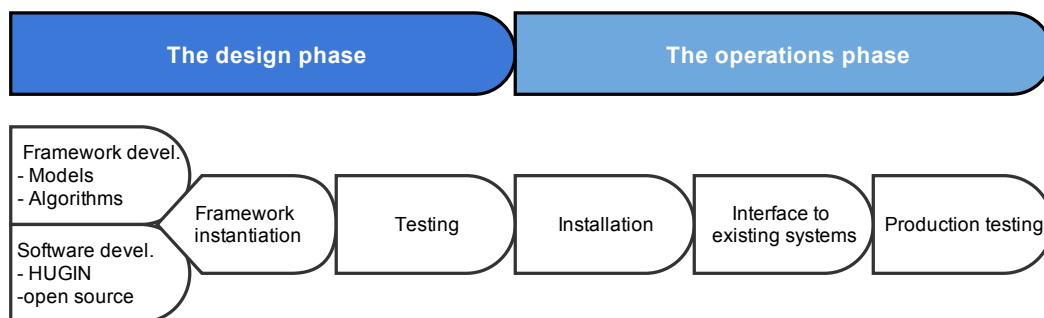 The design phase
The operations phase
Framework devel.
- Models
- Algorithms
Software devel.
- HUGIN
-open source
Framework
instantiation
Testing
Installation
Interface to
existing systems
Production testing